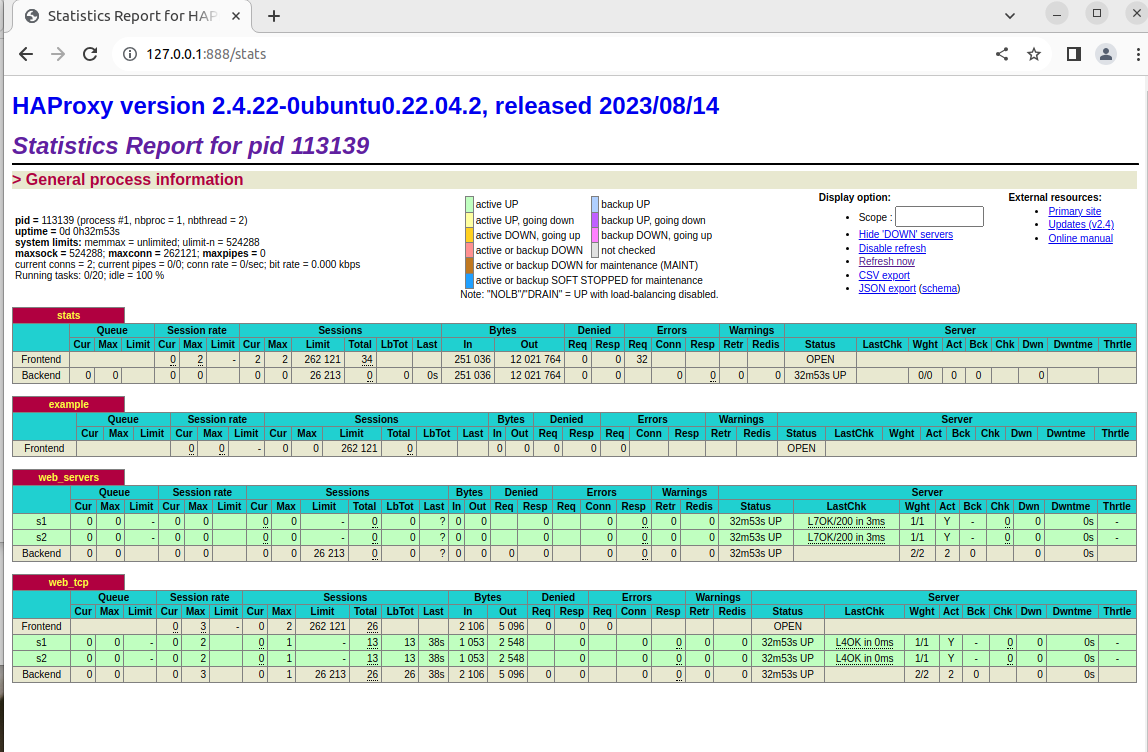 Statistics Report for HAP
127.0.0.1:888/stats
HAProxy version 2.4.22-0ubuntu0.22.04.2, released 2023/08/14
Statistics Report for pid 113139
> General process information
pid = 113139 (process #1, nbproc = 1, nbthread = 2)
uptime = 0d 0h32m53s
system limits: memmax = unlimited; ulimit-n = 524288
maxsock = 524288; maxconn = 262121; maxpipes = 0
current conns = 2; current pipes = 0/0; conn rate = 0/sec; bit rate = 0.000 kbps
Running tasks: 0/20; idle = 100 %
active UP backup UP
active UP, going down backup UP, going down
active DOWN, going up backup DOWN, going up
active or backup DOWN not checked
active or backup DOWN for maintenance (MAINT)
active or backup SOFT STOPPED for maintenance
Note: "NOLB"/"DRAIN" = UP with load-balancing disabled.
Display option:
Scope :
Hide 'DOWN' servers
Disable refresh
Refresh now
CSV export
JSON export (schema)
External resources:
Primary site
Updates (v2.4)
Online manual
stats
Queue Session rate Sessions Bytes Denied Errors Warnings Server
Cur Max Limit Cur Max Limit Cur Max Limit Total LbTot Last In Out Req Resp Req Conn Resp Retr Redis Status LastChk Wght Act Bck Chk Dwn Dwntme Thrtle
Frontend 0 2 - 2 2 262 121 34 251 036 12 021 764 0 0 32 OPEN
Backend 0 0 0 0 0 0 26 213 0 0 0s 251 036 12 021 764 0 0 0 0 0 0 32m53s UP 0/0 0 0 0
example
Queue Session rate Sessions Bytes Denied Errors Warnings Server
Cur Max Limit Cur Max Limit Cur Max Limit Total LbTot Last In Out Req Resp Req Conn Resp Retr Redis Status LastChk Wght Act Bck Chk Dwn Dwntme Thrtle
Frontend 0 0 - 0 0 262 121 0 0 0 0 0 0 OPEN
web_servers
Queue Session rate Sessions Bytes Denied Errors Warnings Server
Cur Max Limit Cur Max Limit Cur Max Limit Total LbTot Last In Out Req Resp Req Conn Resp Retr Redis Status LastChk Wght Act Bck Chk Dwn Dwntme Thrtle
s1 0 0 - 0 0 0 0 - 0 0 ? 0 0 0 0 0 0 0 32m53s UP L7OK/200 in 3ms 1/1 Y - 0 0 0s -
s2 0 0 - 0 0 0 0 - 0 0 ? 0 0 0 0 0 0 0 32m53s UP L7OK/200 in 3ms 1/1 Y - 0 0 0s -
Backend 0 0 0 0 0 0 26 213 0 0 ? 0 0 0 0 0 0 0 0 32m53s UP 2/2 2 0 0 0s
web_tcp
Queue Session rate Sessions Bytes Denied Errors Warnings Server
Cur Max Limit Cur Max Limit Cur Max Limit Total LbTot Last In Out Req Resp Req Conn Resp Retr Redis Status LastChk Wght Act Bck Chk Dwn Dwntme Thrtle
Frontend 0 3 - 0 2 262 121 26 2 106 5 096 0 0 0 OPEN
s1 0 0 - 0 2 0 1 - 13 13 38s 1 053 2 548 0 0 0 0 0 32m53s UP L4OK in 0ms 1/1 Y - 0 0 0s -
s2 0 0 - 0 2 0 1 - 13 13 38s 1 053 2 548 0 0 0 0 0 32m53s UP L4OK in 0ms 1/1 Y - 0 0 0s -
Backend 0 0 0 3 0 1 26 213 26 26 38s 2 106 5 096 0 0 0 0 0 0 32m53s UP 2/2 2 0 0 0s